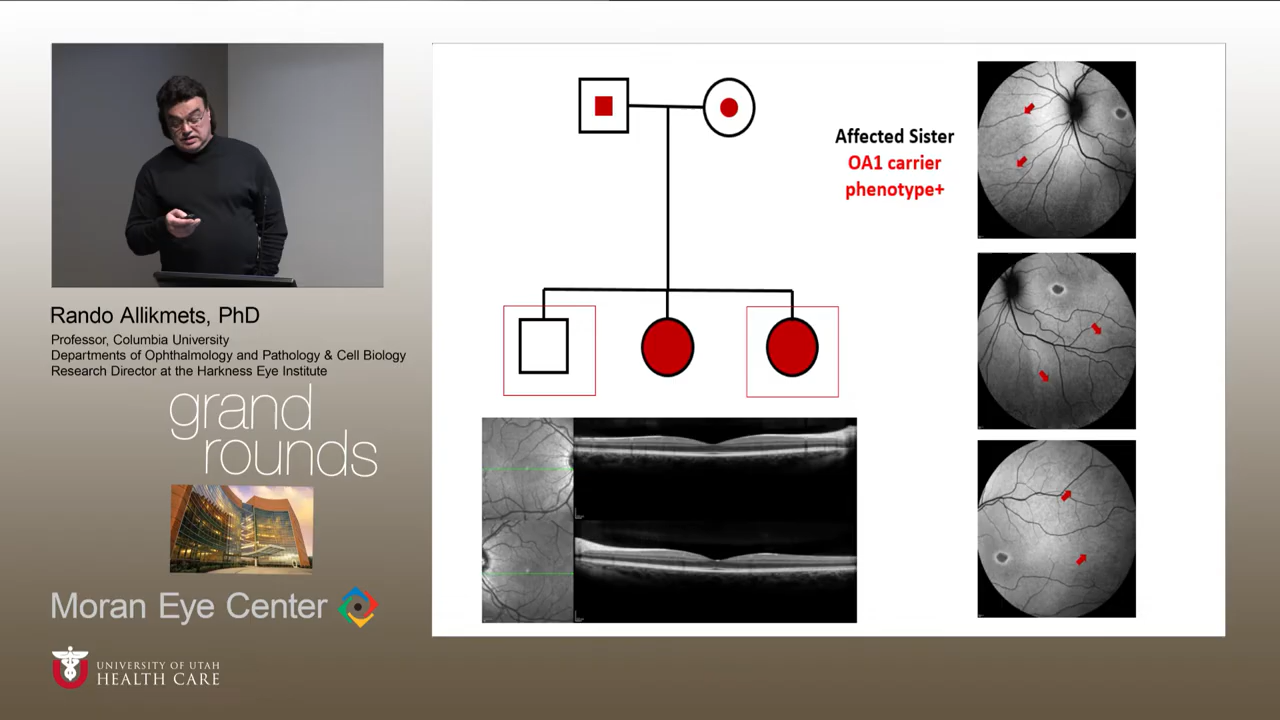 Affected Sister
OA1 carrier
phenotype+
Rando Allikmets, PhD
Professor, Columbia University
Departments of Ophthalmology and Pathology & Cell Biology
Research Director at the Harkness Eye Institute
grand
rounds
Moran Eye Center
UNIVERSITY OF UTAH
HEALTH CARE